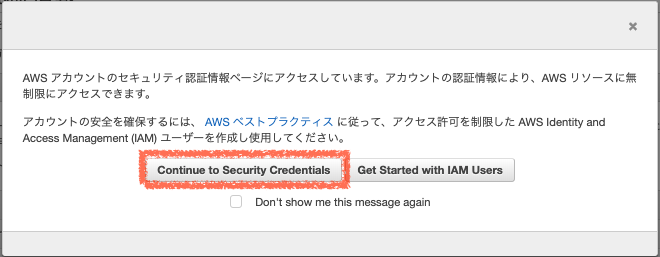 AWS アカウントのセキュリティ認証情報ページにアクセスしています。アカウントの認証情報により、AWS リソースに無
制限にアクセスできます。
アカウントの安全を確保するには、 AWS ベストプラクティス に従って、アクセス許可を制限した AWS Identity and
Access Management (IAM) ユーザーを作成し使用してください。
Continue to Security Credentials Get Started with IAM Users
Don't show me this message again